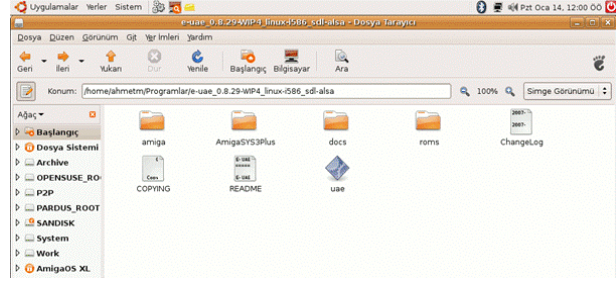 Uygulamalar Yerler Sistem Pzt Oca 14, 12:00 ÖÖ
e-uae_0.8.29-WIP4_linux-i586_sdl-alsa - Dosya Tarayıcı
Dosya Düzen Görünüm Git Yer İmleri Yardım
Geri İleri Yukarı Dur Yenile Başlangıç Bilgisayar Ara
Konum: /home/ahmetm/Programlar/e-uae_0.8.29-WIP4_linux-i586_sdl-alsa 100% Simge Görünümü
Ağaç
Başlangıç
Dosya Sistemi
Archive
OPENSUSE_RO
P2P
PARDUS_ROOT
SANDISK
System
Work
AmigaOS XL
amiga AmigaSYS3Plus docs roms ChangeLog
COPYING README uae